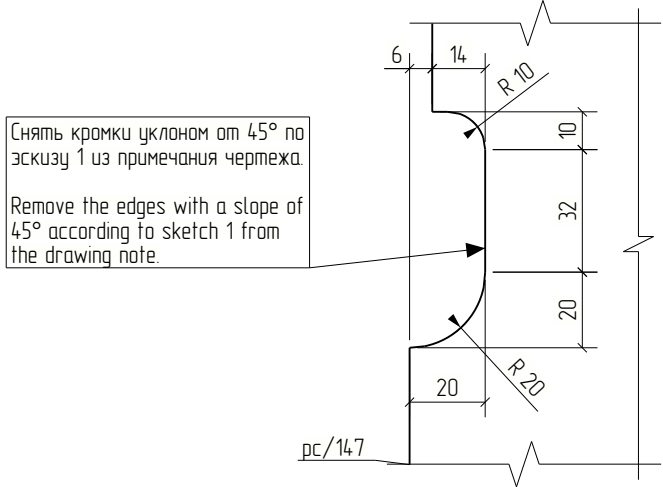 6
14
R 10
10
Снять кромки уклоном от 45° по
эскизу 1 из примечания чертежа.
Remove the edges with a slope of
45° according to sketch 1 from
the drawing note.
32
20
R 20
20
рс/147